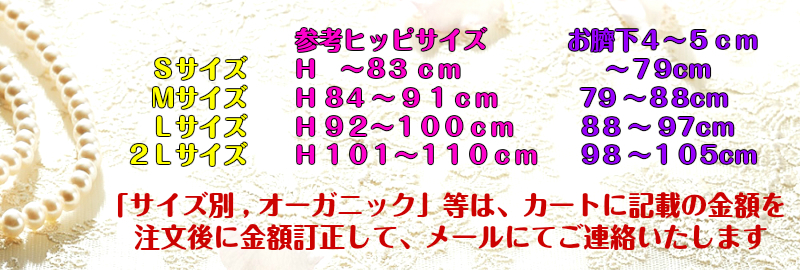 参考ヒッピサイズ お臍下4～5cm
Sサイズ H ～83cm ～79cm
Mサイズ H84～91cm 79～88cm
Lサイズ H92～100cm 88～97cm
2Lサイズ H101～110cm 98～105cm
「サイズ別,オーガニック」等は、カートに記載の金額を
注文後に金額訂正して、メールにてご連絡いたします